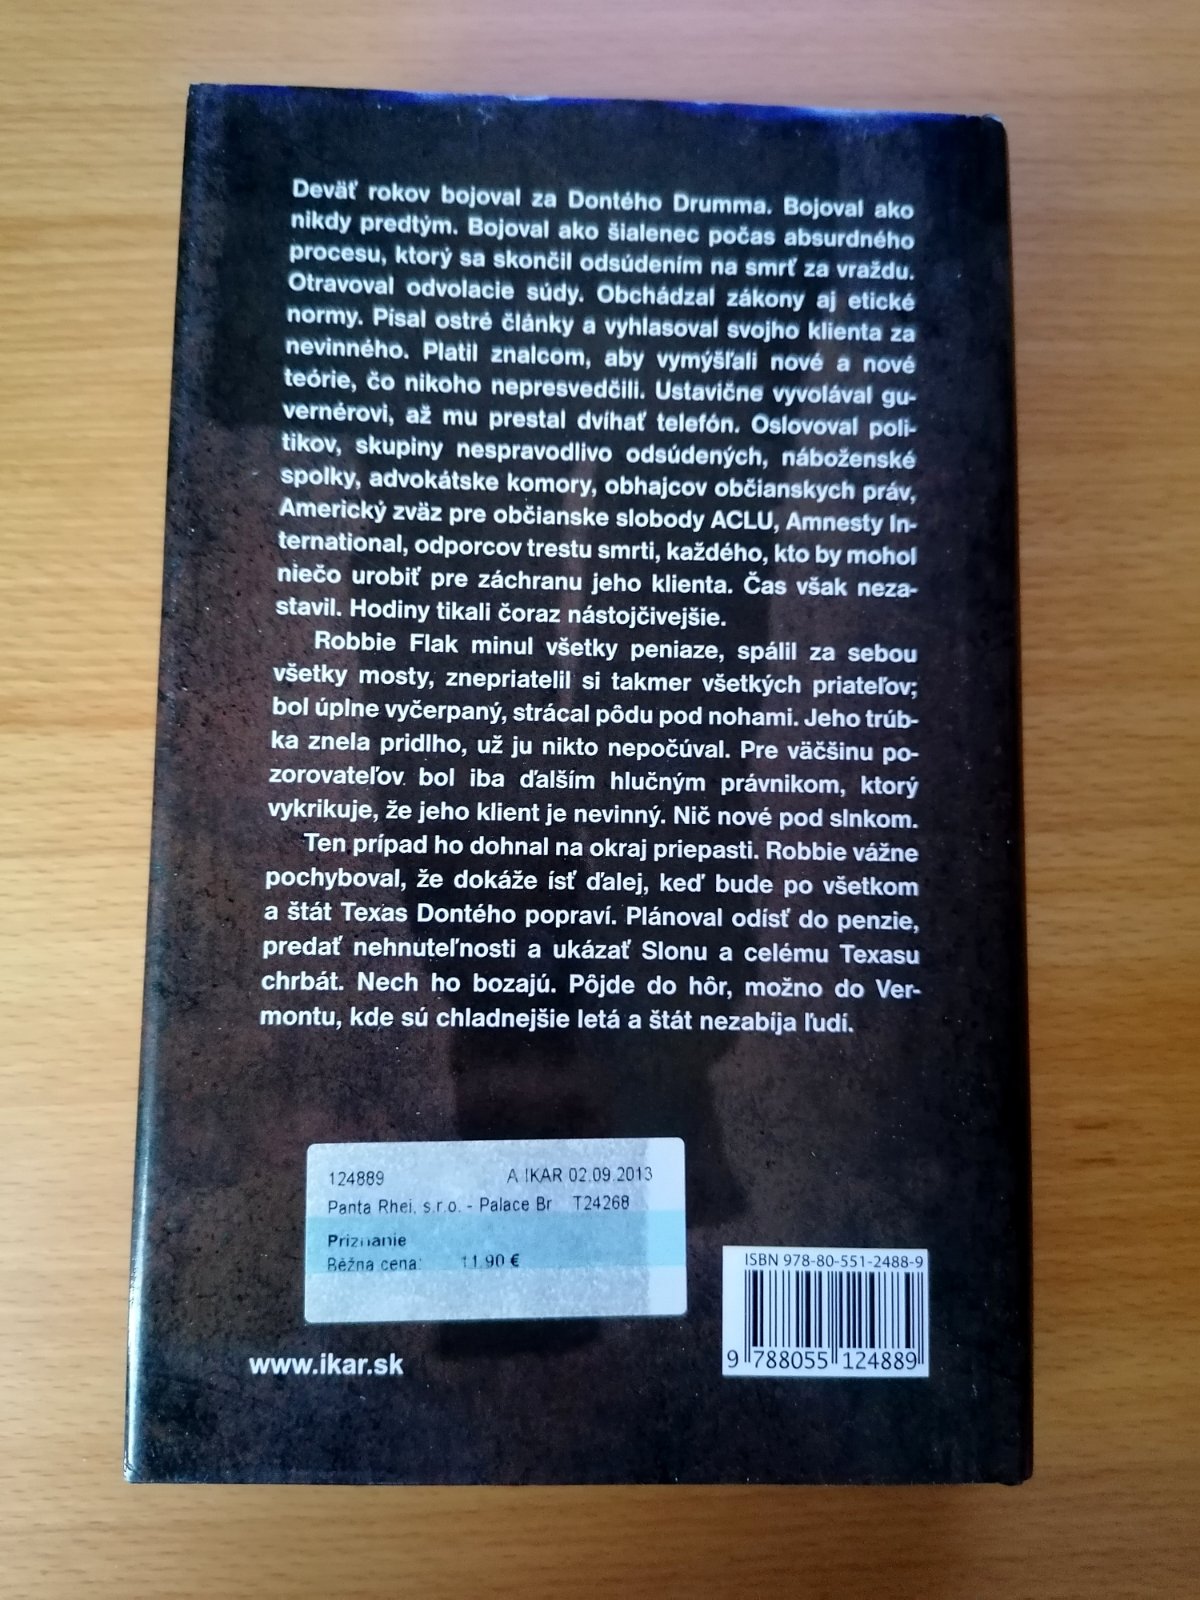 Deväť rokov bojoval za Dontého Drumma. Bojoval ako
nikdy predtým. Bojoval ako šialenec počas absurdného
procesu, ktorý sa skončil odsúdením na smrť za vraždu.
Otravoval odvolacie súdy. Obchádzal zákony aj etické
normy. Písal ostré články a vyhlasoval svojho klienta za
nevinného. Platil znalcom, aby vymýšľali nové a nové
teórie, čo nikoho nepresvedčili. Ustavične vyvolával gu-
vernérovi, až mu prestal dvíhať telefón. Oslovoval poli-
tikov, skupiny nespravodlivo odsúdených, náboženské
spolky, advokátske komory, obhajcov občianskych práv,
Americký zväz pre občianske slobody ACLU, Amnesty In-
ternational, odporcov trestu smrti, každého, kto by mohol
niečo urobiť pre záchranu jeho klienta. Čas však neza-
stavil. Hodiny tikali čoraz nástojčivejšie.
Robbie Flak minul všetky peniaze, spálil za sebou
všetky mosty, znepriatelil si takmer všetkých priateľov;
bol úplne vyčerpaný, strácal pôdu pod nohami. Jeho trúb-
ka znela pridlho, už ju nikto nepočúval. Pre väčšinu po-
zorovateľov bol iba ďalším hlučným právnikom, ktorý
vykrikuje, že jeho klient je nevinný. Nič nové pod slnkom.
Ten prípad ho dohnal na okraj priepasti. Robbie vážne
pochyboval, že dokáže ísť ďalej, keď bude po všetkom
a štát Texas Dontého popraví. Plánoval odísť do penzie,
predať nehnuteľnosti a ukázať Slonu a celému Texasu
chrbát. Nech ho bozajú. Pôjde do hôr, možno do Ver-
montu, kde sú chladnejšie letá a štát nezabíja ľudí.
124889 A IKAR 02.09.2013
Panta Rhei, s.r.o. - Palace Br T24268
Priznanie
Běžna cena: 11,90 €
ISBN 978-80-551-2488-9
9 788055 124889
www.ikar.sk